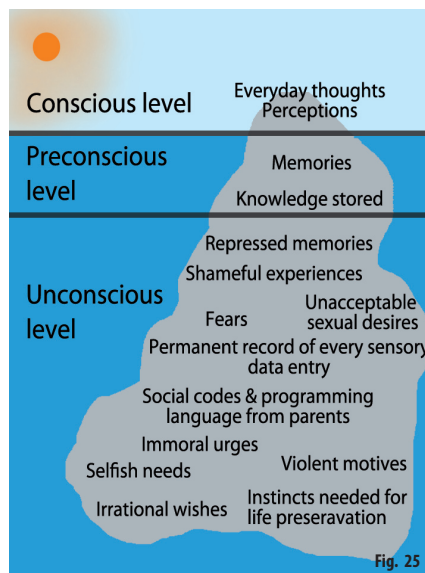 Everyday thoughts
Conscious level
Perceptions
Preconscious
level
Memories
Knowledge stored
Repressed memories
Shameful experiences
Unconscious
level
Unacceptable
sexual desires
Fears
Permanent record of every sensory
data entry
Social codes & programming
language from parents
Immoral urges
Selfish needs
Violent motives
Irrational wishes
Instincts needed for
life preseravation
Fig. 25